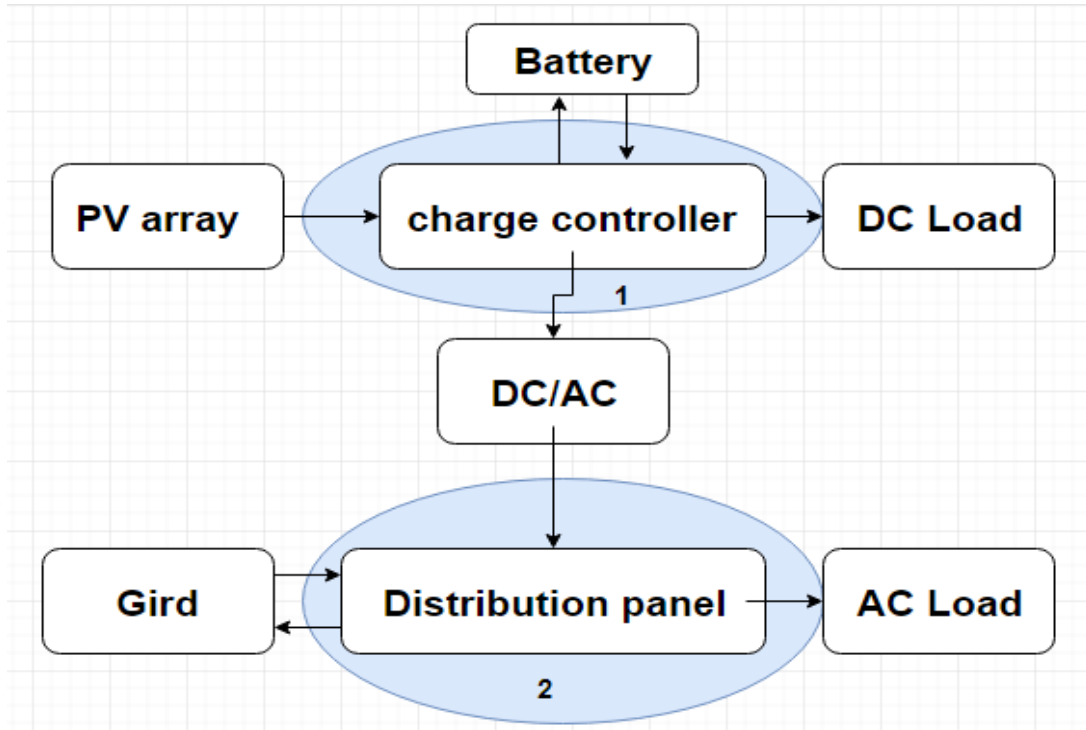 Battery
PV array
charge controller
DC Load
1
DC/AC
Gird
Distribution panel
AC Load
2